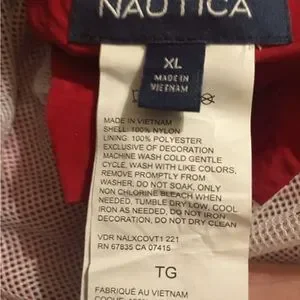 NAUTICA
XL
MADE IN
VIETNAM
MADE IN VIETNAM
SHELL: 100% NYLON
LINING: 100% POLYESTER
EXCLUSIVE OF DECORATION
MACHINE WASH COLD GENTLE
CYCLE, WASH WITH LIKE COLORS,
REMOVE PROMPTLY FROM
WASHER, DO NOT SOAK, ONLY
NON CHLORINE BLEACH WHEN
NEEDED, TUMBLE DRY LOW, COOL
IRON AS NEEDED, DO NOT IRON
DECORATION, DO NOT DRY CLEAN
VDR NALXCOVT1 221
RN 67835 CA 07415
TG
FABRIQUÉ AU VIETNAM